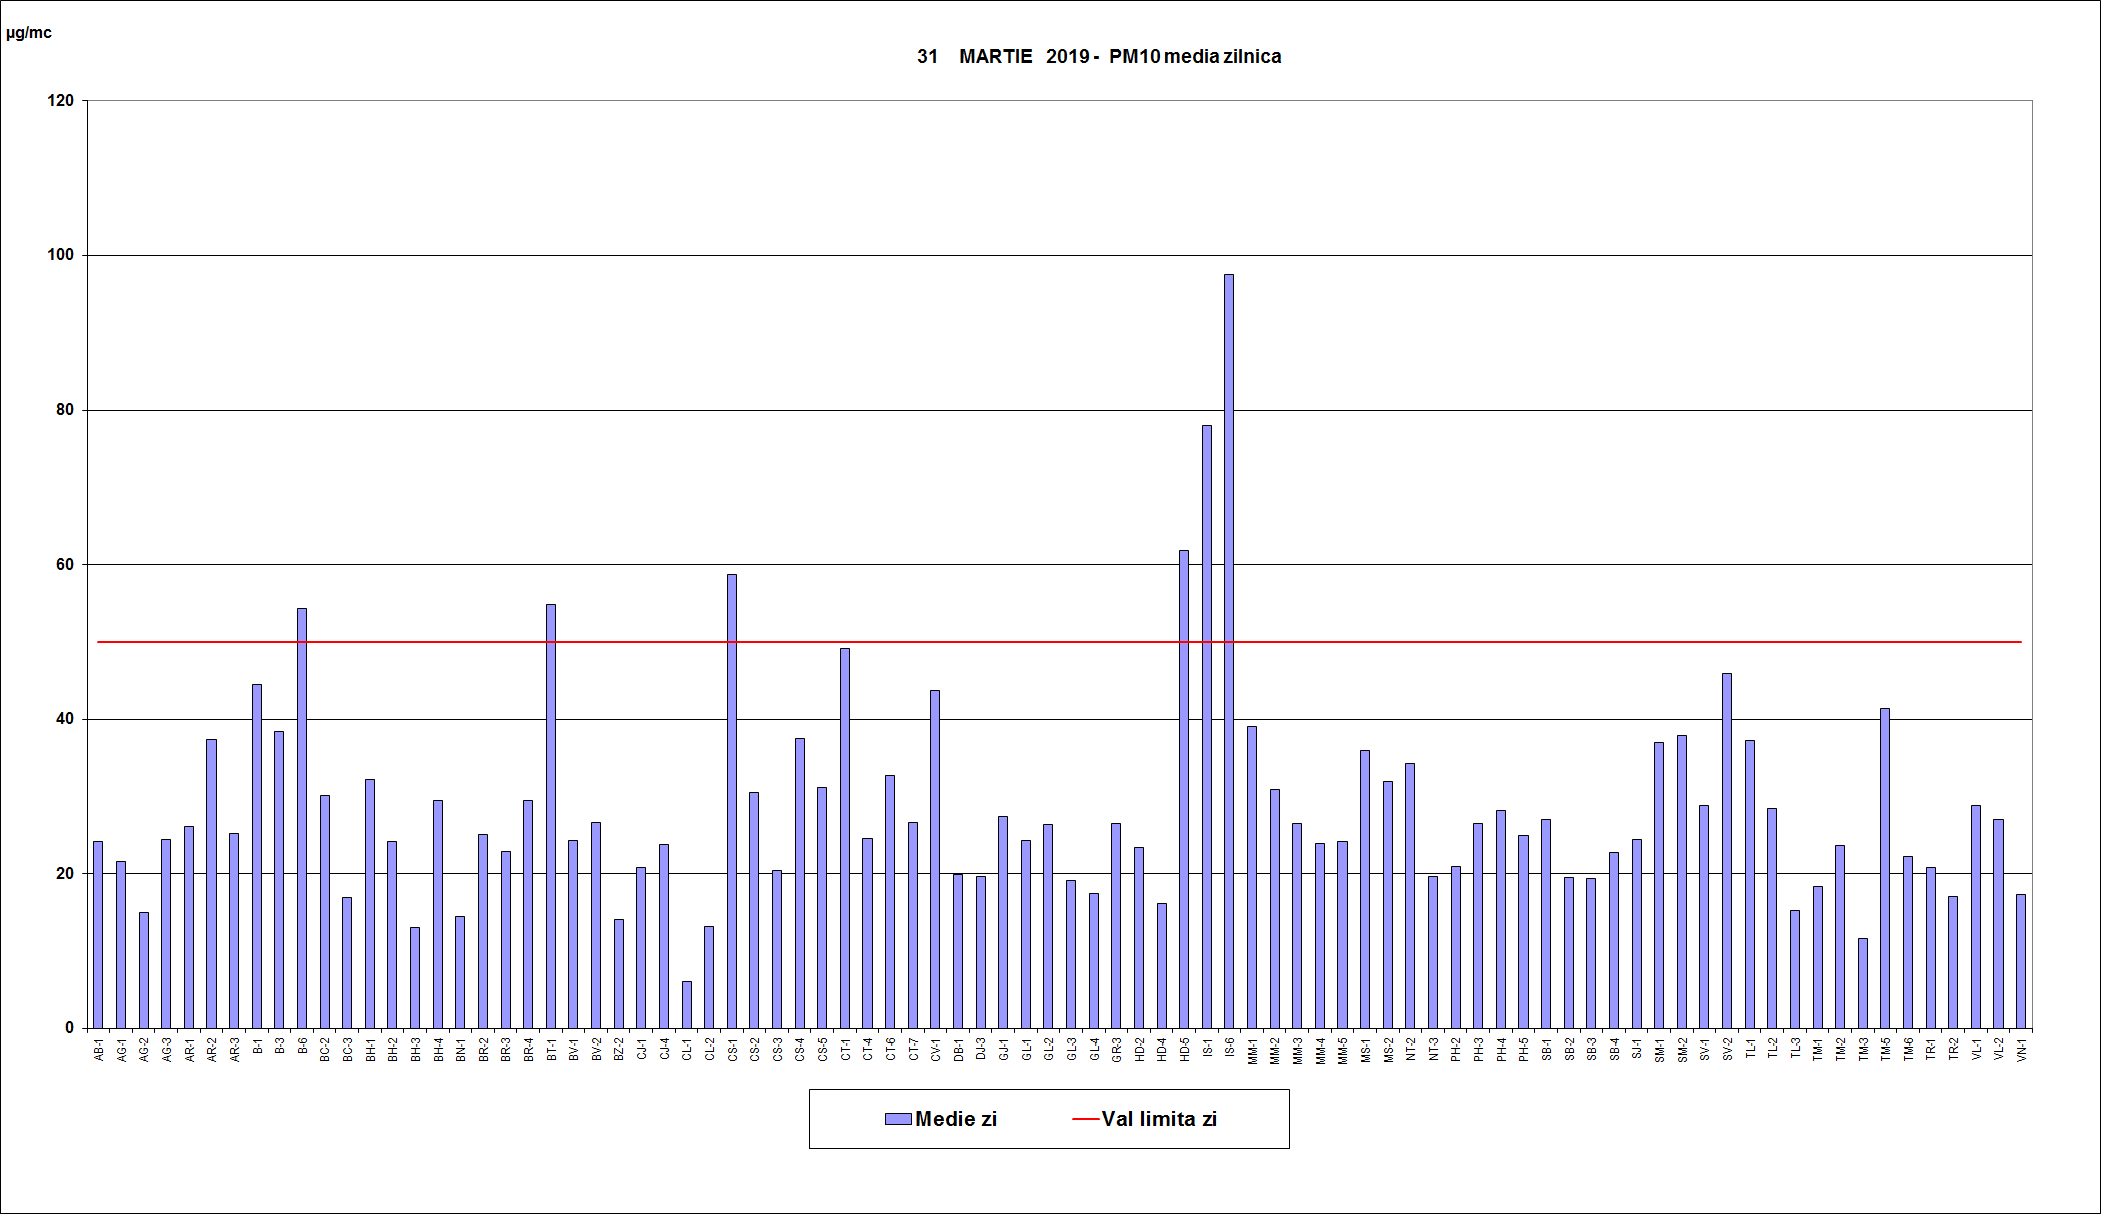 µg/mc
31 MARTIE 2019 - PM10 media zilnica
120
100
80
60
40
20
0
AB-1 AG-1 AG-2 AG-3 AR-1 AR-2 AR-3 B-1 B-3 B-6 BC-2 BC-3 BH-1 BH-2 BH-3 BH-4 BN-1 BR-2 BR-3 BR-4 BT-1 BV-1 BV-2 BZ-2 CJ-1 CJ-4 CL-1 CL-2 CS-1 CS-2 CS-3 CS-4 CS-5 CT-1 CT-4 CT-6 CT-7 CV-1 DB-1 DJ-3 GJ-1 GL-1 GL-2 GL-3 GL-4 GR-3 HD-2 HD-4 HD-5 IS-1 IS-6 MM-1 MM-2 MM-3 MM-4 MM-5 MS-1 MS-2 NT-2 NT-3 PH-2 PH-3 PH-4 PH-5 SB-1 SB-2 SB-3 SB-4 SJ-1 SM-1 SM-2 SV-1 SV-2 TL-1 TL-2 TL-3 TM-1 TM-2 TM-3 TM-5 TM-6 TR-1 TR-2 VL-1 VL-2 VN-1
Medie zi Val limita zi